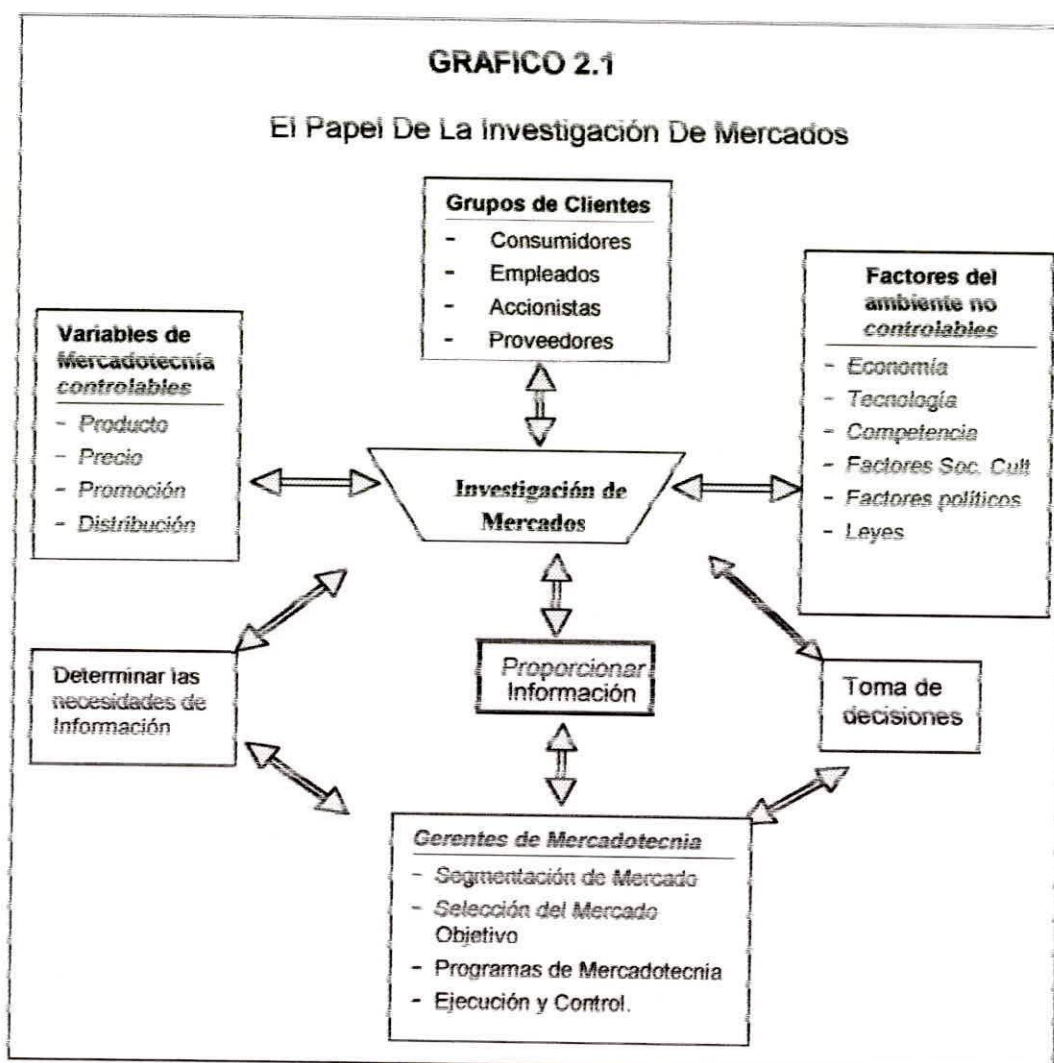 GRAFICO 2.1
El Papel De La Investigación De Mercados
Grupos de Clientes
- Consumidores
- Empleados
- Accionistas
- Proveedores
Variables de
Mercadotecnía
controlables
- Producto
- Precio
- Promoción
- Distribución
Factores del
ambiente no
controlables
- Economía
- Tecnología
- Competencia
- Factores Soc. Cult
- Factores políticos
- Leyes
Investigación de
Mercados
Determinar las
necesidades de
Información
Proporcionar
Información
Toma de
decisiones
Gerentes de Mercadotecnia
- Segmentación de Mercado
- Selección del Mercado
Objetivo
- Programas de Mercadotecnia
- Ejecución y Control.